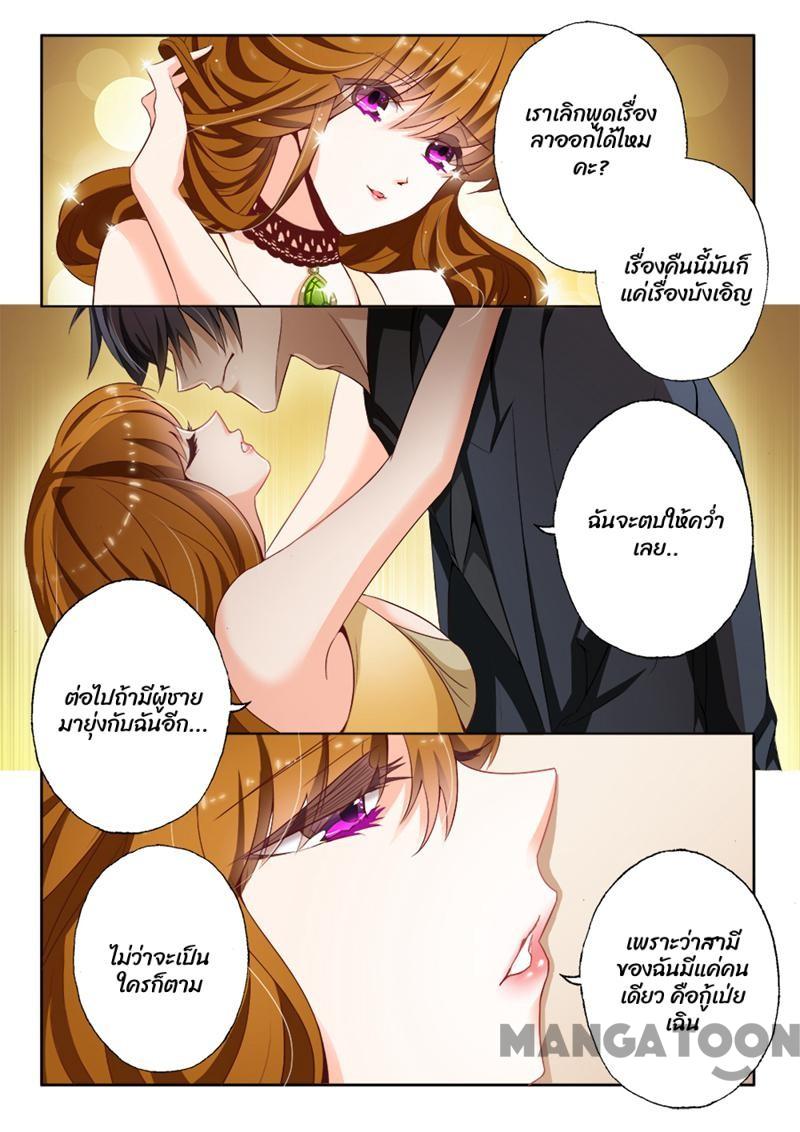 เราเลิกพูดเรื่อง
ลาออกได้ไหม
คะ?
เรื่องคืนนี้มันก็
แค่เรื่องบังเอิญ
ต่อไปถ้ามีผู้ชาย
มายุ่งกับฉันอีก...
ฉันจะตบให้คว่ำ
เลย..
ไม่ว่าจะเป็น
ใครก็ตาม
เพราะว่าสามี
ของฉันมีแค่คน
เดียว คือกู้เป่ย
เฉิน
MANGATOON